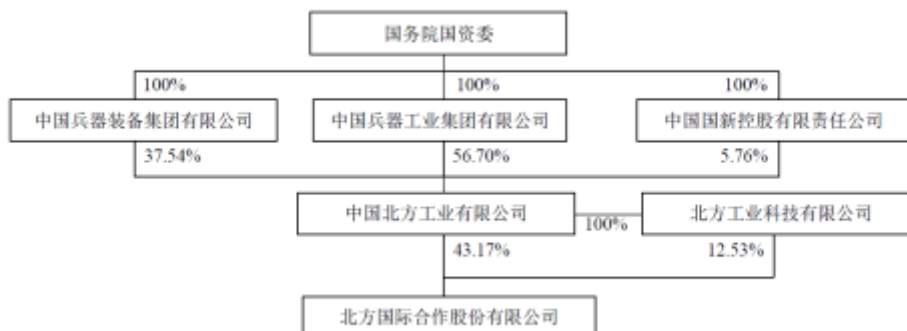 国务院国资委
100% 100% 100%
中国兵器装备集团有限公司 中国兵器工业集团有限公司 中国国新控股有限责任公司
37.54% 56.70% 5.76%
中国北方工业有限公司 100% 北方工业科技有限公司
43.17% 12.53%
北方国际合作股份有限公司